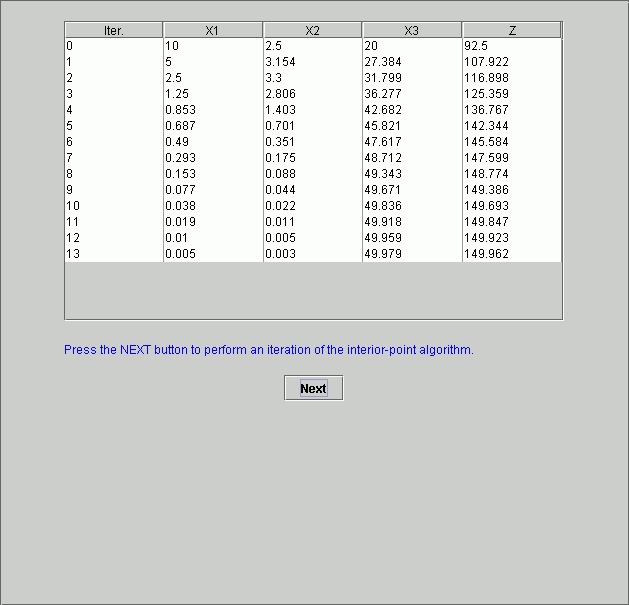 Iter. X1 X2 X3 Z
0 10 2.5 20 92.5
1 5 3.154 27.384 107.922
2 2.5 3.3 31.799 116.898
3 1.25 2.806 36.277 125.359
4 0.853 1.403 42.682 136.767
5 0.687 0.701 45.821 142.344
6 0.49 0.351 47.617 145.584
7 0.293 0.175 48.712 147.599
8 0.153 0.088 49.343 148.774
9 0.077 0.044 49.671 149.386
10 0.038 0.022 49.836 149.693
11 0.019 0.011 49.918 149.847
12 0.01 0.005 49.959 149.923
13 0.005 0.003 49.979 149.962
Press the NEXT button to perform an iteration of the interior-point algorithm.
Next